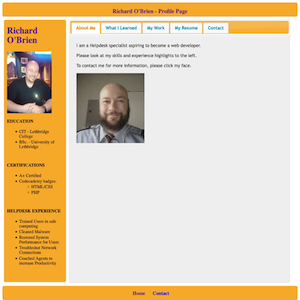 Richard O'Brien - Profile Page
Richard
O'Brien
EDUCATION
CIT - Lethbridge
College
BSc. - University of
Lethbridge
CERTIFICATIONS
A+ Certified
Codecademy badges:
HTML/CSS
PHP
HELPDESK EXPERIENCE
Trained Users in safe
computing
Cleaned Malware
Restored System
Performance for Users
Troubleshot Network
Connections
Coached Agents to
increase Productivity
About Me What I Learned My Work My Resume Contact
I am a Helpdesk specialist aspiring to become a web developer.
Please look at my skills and experience highlights to the left.
To contact me for more information, please click my face.
Home Contact